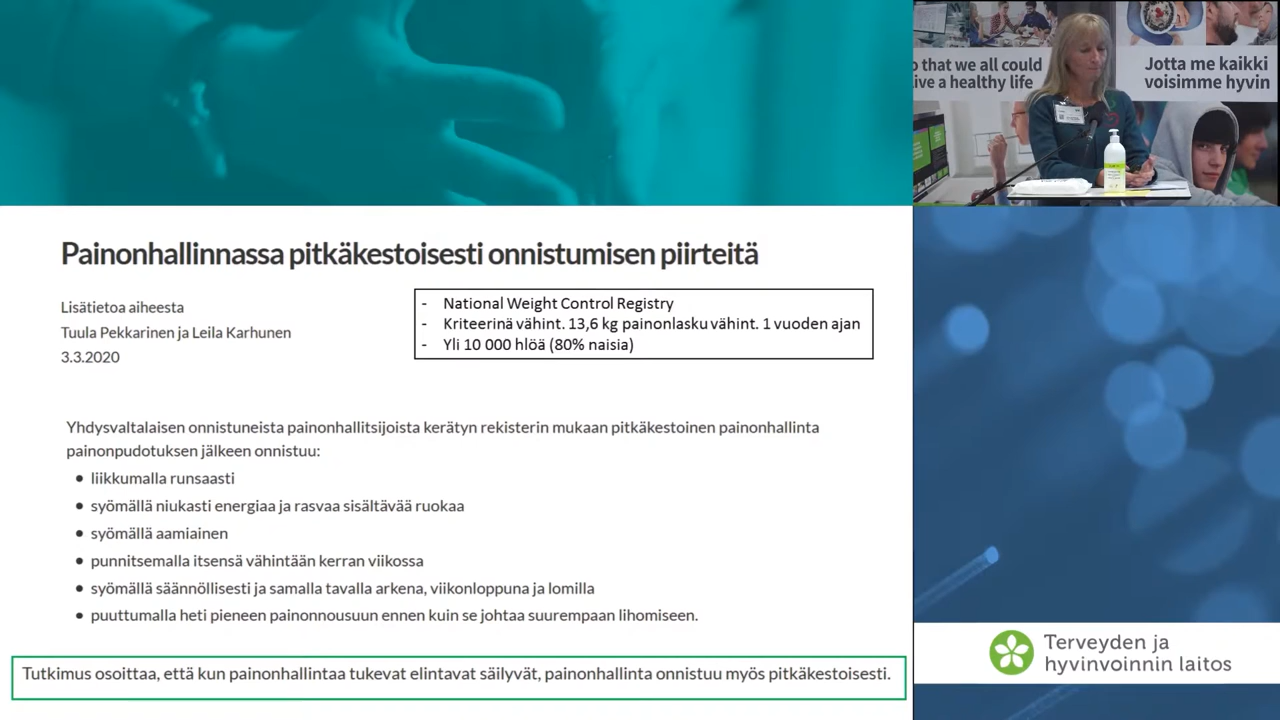 Painonhallinnassa pitkäkestoisesti onnistumisen piirteitä
Lisätietoa aiheesta
Tuula Pekkarinen ja Leila Karhunen
3.3.2020
- National Weight Control Registry
- Kriteerinä vähint. 13,6 kg painonlasku vähint. 1 vuoden ajan
- Yli 10 000 hlöä (80% naisia)
Yhdysvaltalaisen onnistuneista painonhallitsijoista kerätyn rekisterin mukaan pitkäkestoinen painonhallinta
painonpudotuksen jälkeen onnistuu:
• liikkumalla runsaasti
• syömällä niukasti energiaa ja rasvaa sisältävää ruokaa
• syömällä aamiainen
• punnitsemalla itsensä vähintään kerran viikossa
• syömällä säännöllisesti ja samalla tavalla arkena, viikonloppuna ja lomilla
• puuttumalla heti pieneen painonnousuun ennen kuin se johtaa suurempaan lihomiseen.
Tutkimus osoittaa, että kun painonhallintaa tukevat elintavat säilyvät, painonhallinta onnistuu myös pitkäkestoisesti.
o that we all could
ive a healthy life
Jotta me kaikki
voisimme hyvin
Terveyden ja
hyvinvoinnin laitos